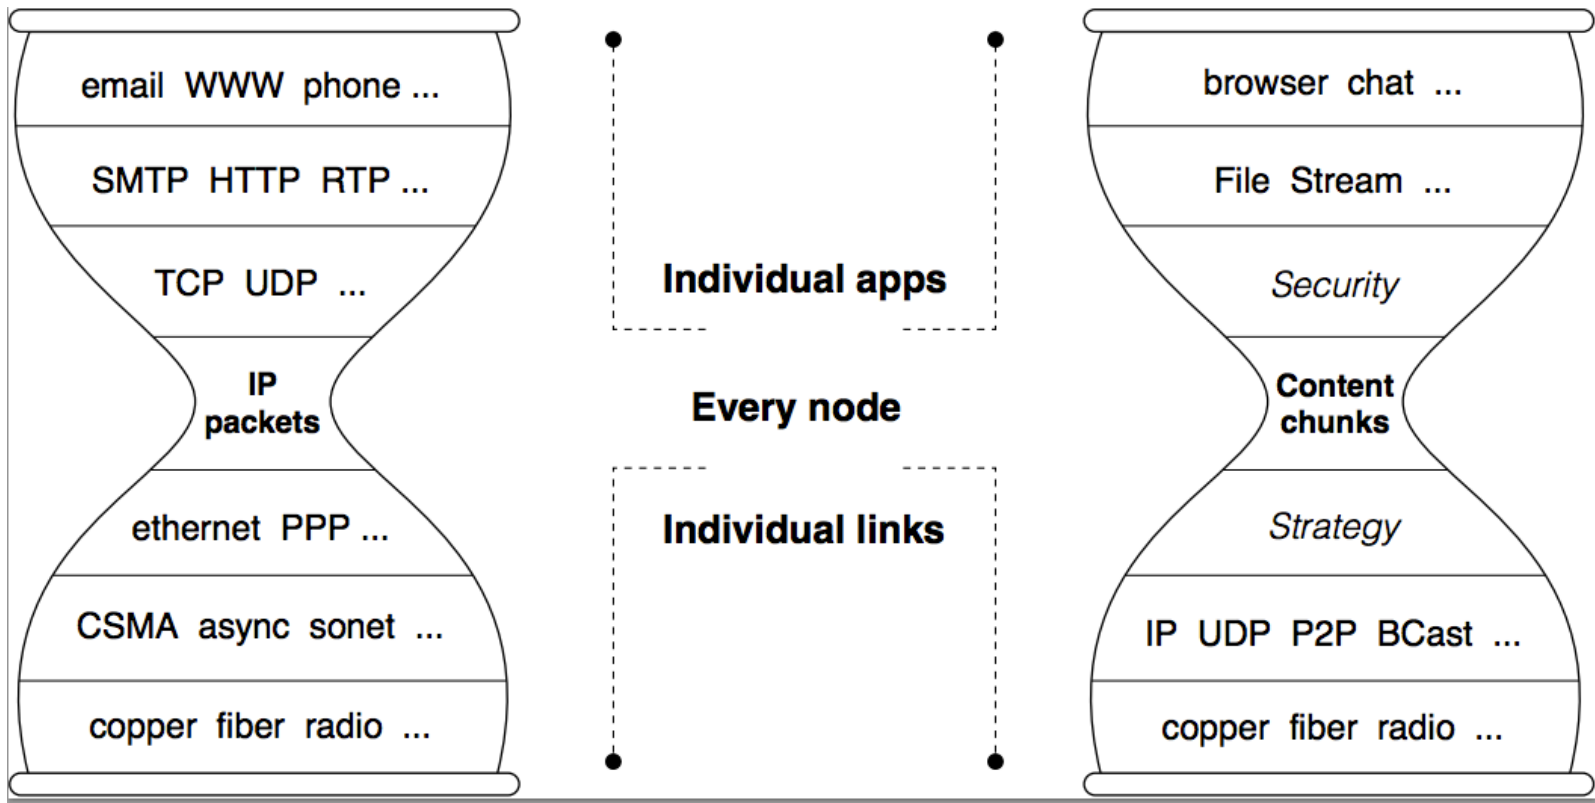 email WWW phone ...
SMTP HTTP RTP ...
TCP UDP ...
IP
packets
ethernet PPP ...
CSMA async sonet ...
copper fiber radio ...
Individual apps
Every node
Individual links
browser chat ...
File Stream ...
Security
Content
chunks
Strategy
IP UDP P2P BCast ...
copper fiber radio ...